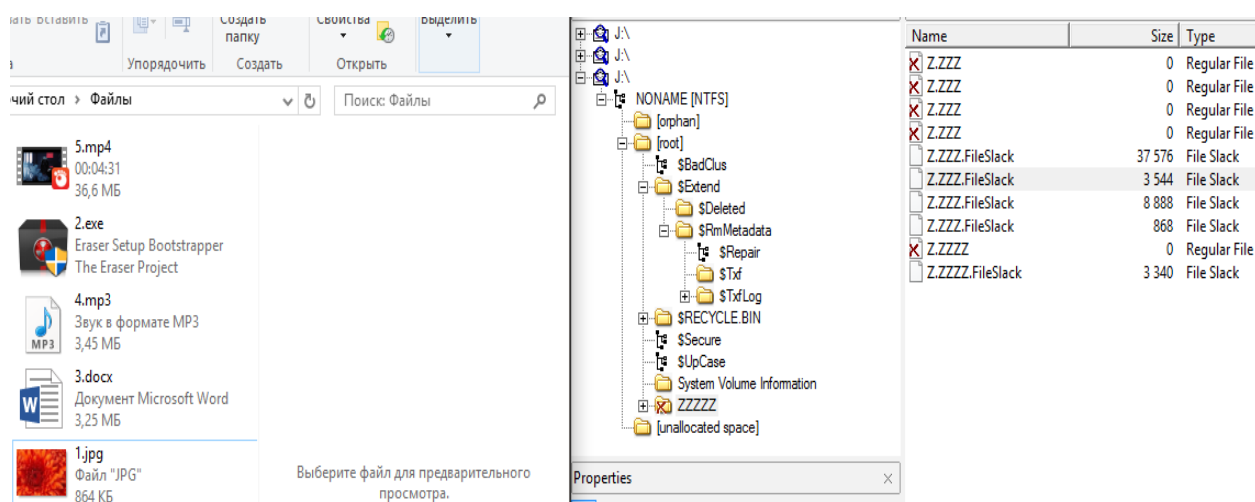 вать Вставить
Создать
папку
Свойства
Выделить
Упорядочить
Создать
Открыть
чий стол > Файлы
Поиск: Файлы
5.mp4
00:04:31
36,6 МБ
2.exe
Eraser Setup Bootstrapper
The Eraser Project
4.mp3
Звук в формате MP3
3,45 МБ
MP3
3.docx
Документ Microsoft Word
3,25 МБ
1.jpg
Файл "JPG"
864 КБ
Выберите файл для предварительного
просмотра.
J:\
J:\
J:\
NONAME [NTFS]
[orphan]
[root]
$BadClus
$Extend
$Deleted
$RmMetadata
$Repair
$Txf
$TxfLog
$RECYCLE.BIN
$Secure
$UpCase
System Volume Information
ZZZZZ
[unallocated space]
Properties
Name Size Type
Z.ZZZ 0 Regular File
Z.ZZZ 0 Regular File
Z.ZZZ 0 Regular File
Z.ZZZ 0 Regular File
Z.ZZZ.FileSlack 37 576 File Slack
Z.ZZZ.FileSlack 3 544 File Slack
Z.ZZZ.FileSlack 8 888 File Slack
Z.ZZZ.FileSlack 868 File Slack
Z.ZZZZ 0 Regular File
Z.ZZZZ.FileSlack 3 340 File Slack